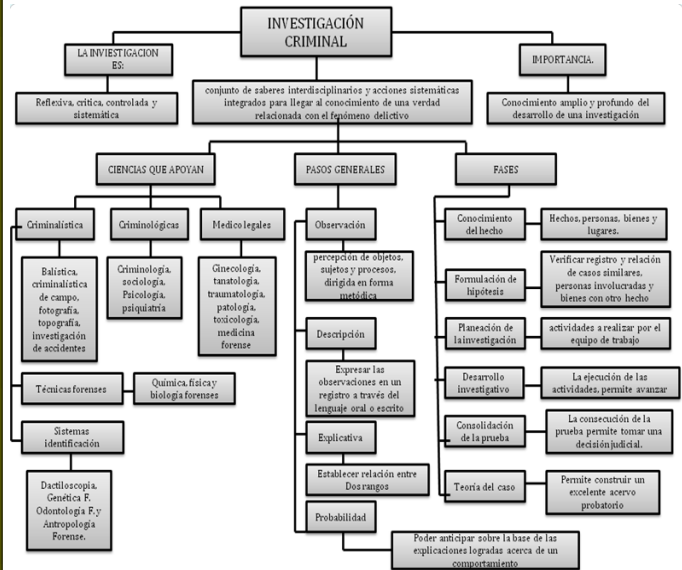 INVESTIGACIÓN
CRIMINAL
LA INVIESTIGACION
ES:
IMPORTANCIA.
Reflexiva, critica, controlada y
sistemática
conjunto de saberes interdisciplinarios y acciones sistemáticas
integrados para llegar al conocimiento de una verdad
relacionada con el fenómeno delictivo
Conocimiento amplio y profundo del
desarrollo de una investigación
CIENCIAS QUE APOYAN
Criminalística
Balística,
criminalística
de campo,
fotografía,
topografía,
investigación
de accidentes
Criminológicas
Criminología,
sociología,
Psicología,
psiquiatría
Medico legales
Ginecología,
tanatología,
traumatología,
patología,
toxicología,
medicina
forense
Técnicas forenses
Química, física y
biología forenses
Sistemas
identificación
Dactiloscopia,
Genética F.
Odontología F. y
Antropología
Forense.
PASOS GENERALES
Observación
percepción de objetos,
sujetos y procesos,
dirigida en forma
metódica
Descripción
Expresar las
observaciones en un
registro a través del
lenguaje oral o escrito
Explicativa
Establecer relación entre
Dos rangos
Probabilidad
Poder anticipar sobre la base de las
explicaciones logradas acerca de un
comportamiento
FASES
Conocimiento
del hecho
Hechos, personas, bienes y
lugares.
Formulación de
hipótesis
Verificar registro y relación
de casos similares,
personas involucradas y
bienes con otro hecho
Planeación de
la investigación
actividades a realizar por el
equipo de trabajo
Desarrollo
investigativo
La ejecución de las
actividades, permite avanzar
Consolidación
de la prueba
La consecución de la
prueba permite tomar una
decisión judicial.
Teoría del caso
Permite construir un
excelente acervo
probatorio